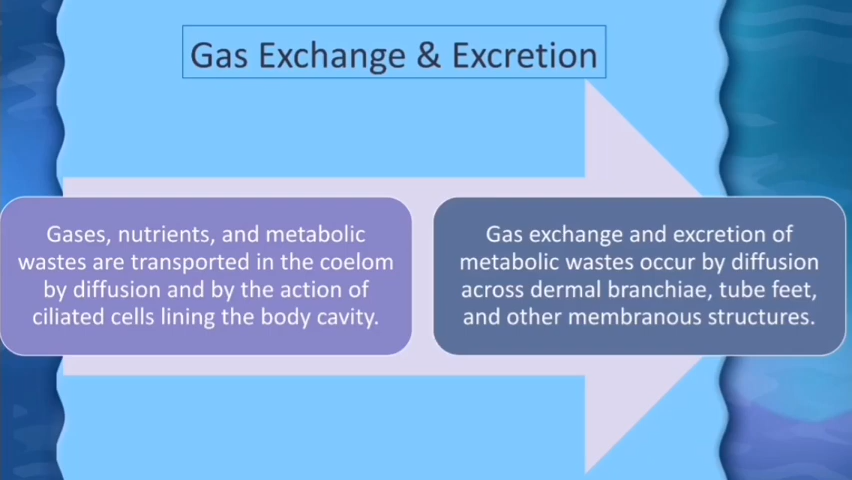 Gas Exchange & Excretion
Gases, nutrients, and metabolic
wastes are transported in the coelom
by diffusion and by the action of
ciliated cells lining the body cavity.
Gas exchange and excretion of
metabolic wastes occur by diffusion
across dermal branchiae, tube feet,
and other membranous structures.